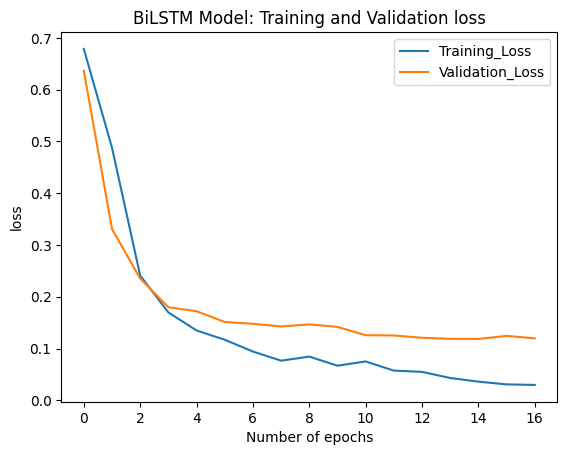 BiLSTM Model: Training and Validation loss
Training_Loss
Validation_Loss
0.7
0.6
0.5
0.4
0.3
0.2
0.1
0.0
loss
0 2 4 6 8 10 12 14 16
Number of epochs